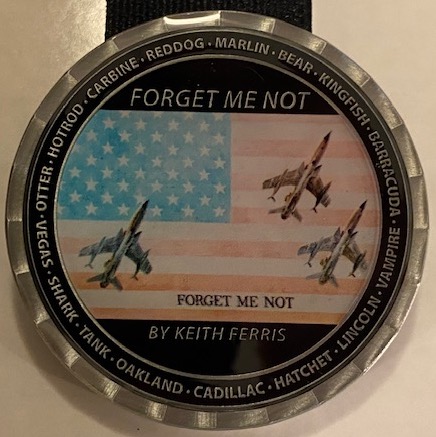 OTTER · HOTROD · CARBINE · REDDOG · MARLIN · BEAR · KINGFISH · BARRACUDA · VAMPIRE · LINCOLN · HATCHET · CADILLAC · OAKLAND · TANK · SHARK · VEGAS ·
FORGET ME NOT
FORGET ME NOT
BY KEITH FERRIS